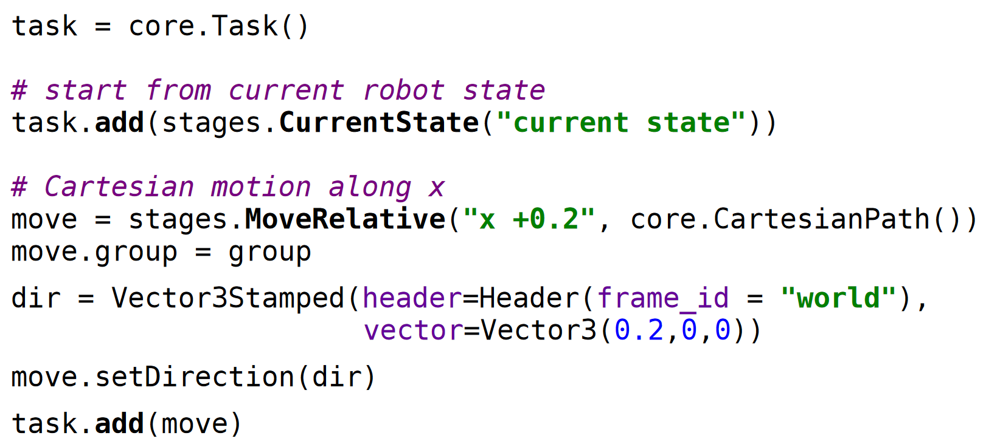 task = core.Task()
# start from current robot state
task.add(stages.CurrentState("current state"))
# Cartesian motion along x
move = stages.MoveRelative("x +0.2", core.CartesianPath())
move.group = group
dir = Vector3Stamped(header=Header(frame_id = "world"),
vector=Vector3(0.2,0,0))
move.setDirection(dir)
task.add(move)